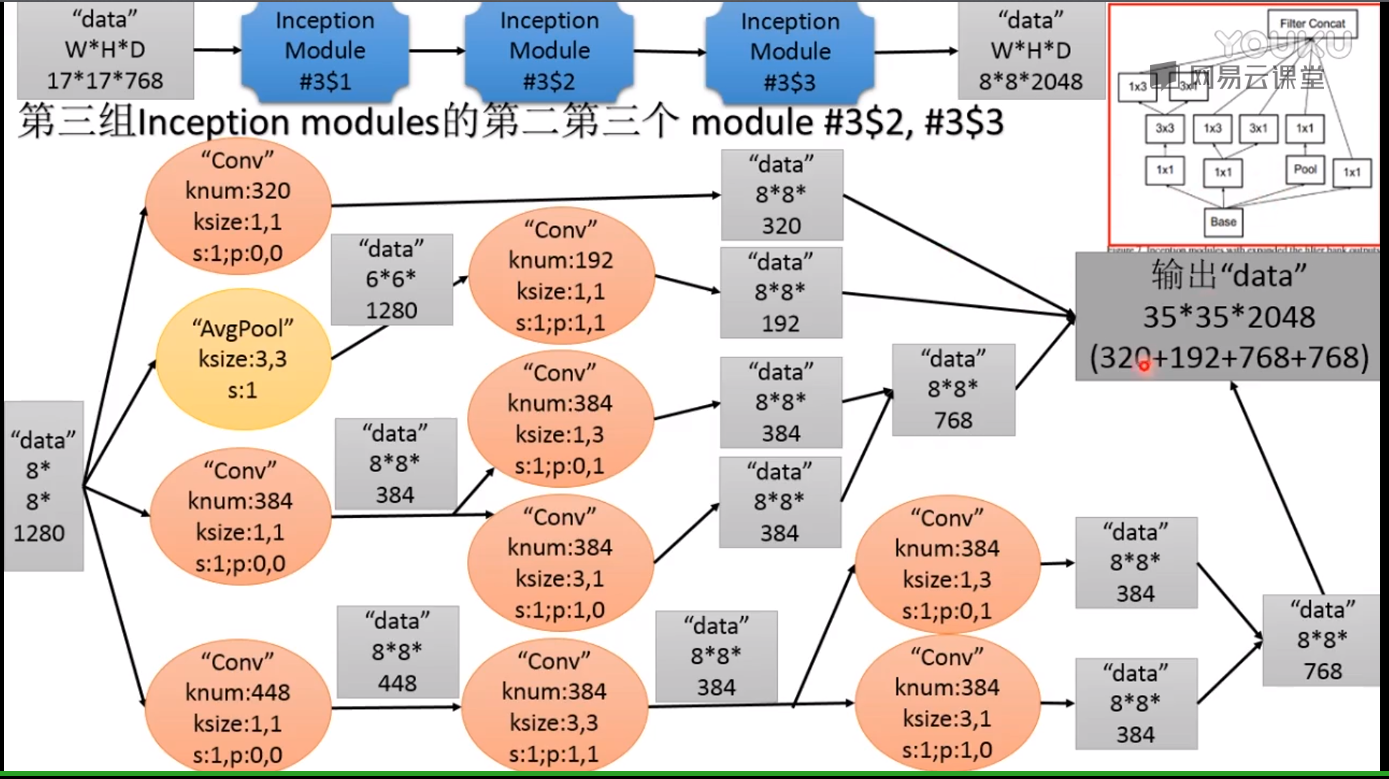 “data”
W*H*D
17*17*768
Inception
Module
#3$1
Inception
Module
#3$2
Inception
Module
#3$3
“data”
W*H*D
8*8*2048
Filter Concat
YOUKU
网易云课堂
1x3
3x1
3x3
1x3
3x1
1x1
1x1
1x1
Pool
1x1
Base
第三组Inception modules的第二第三个 module #3$2, #3$3
“Conv”
knum:320
ksize:1,1
s:1;p:0,0
“data”
8*8*
320
“data”
6*6*
1280
“Conv”
knum:192
ksize:1,1
s:1;p:1,1
“data”
8*8*
192
输出“data”
35*35*2048
(320+192+768+768)
“AvgPool”
ksize:3,3
s:1
“Conv”
knum:384
ksize:1,3
s:1;p:0,1
“data”
8*8*
384
“data”
8*8*
768
“data”
8*
8*
1280
“Conv”
knum:384
ksize:1,1
s:1;p:0,0
“data”
8*8*
384
“Conv”
knum:384
ksize:3,1
s:1;p:1,0
“data”
8*8*
384
“Conv”
knum:384
ksize:1,3
s:1;p:0,1
“data”
8*8*
384
“Conv”
knum:448
ksize:1,1
s:1,p:0,0
“data”
8*8*
448
“Conv”
knum:384
ksize:3,3
s:1;p:1,1
“data”
8*8*
384
“Conv”
knum:384
ksize:3,1
s:1;p:1,0
“data”
8*8*
384
“data”
8*8*
768